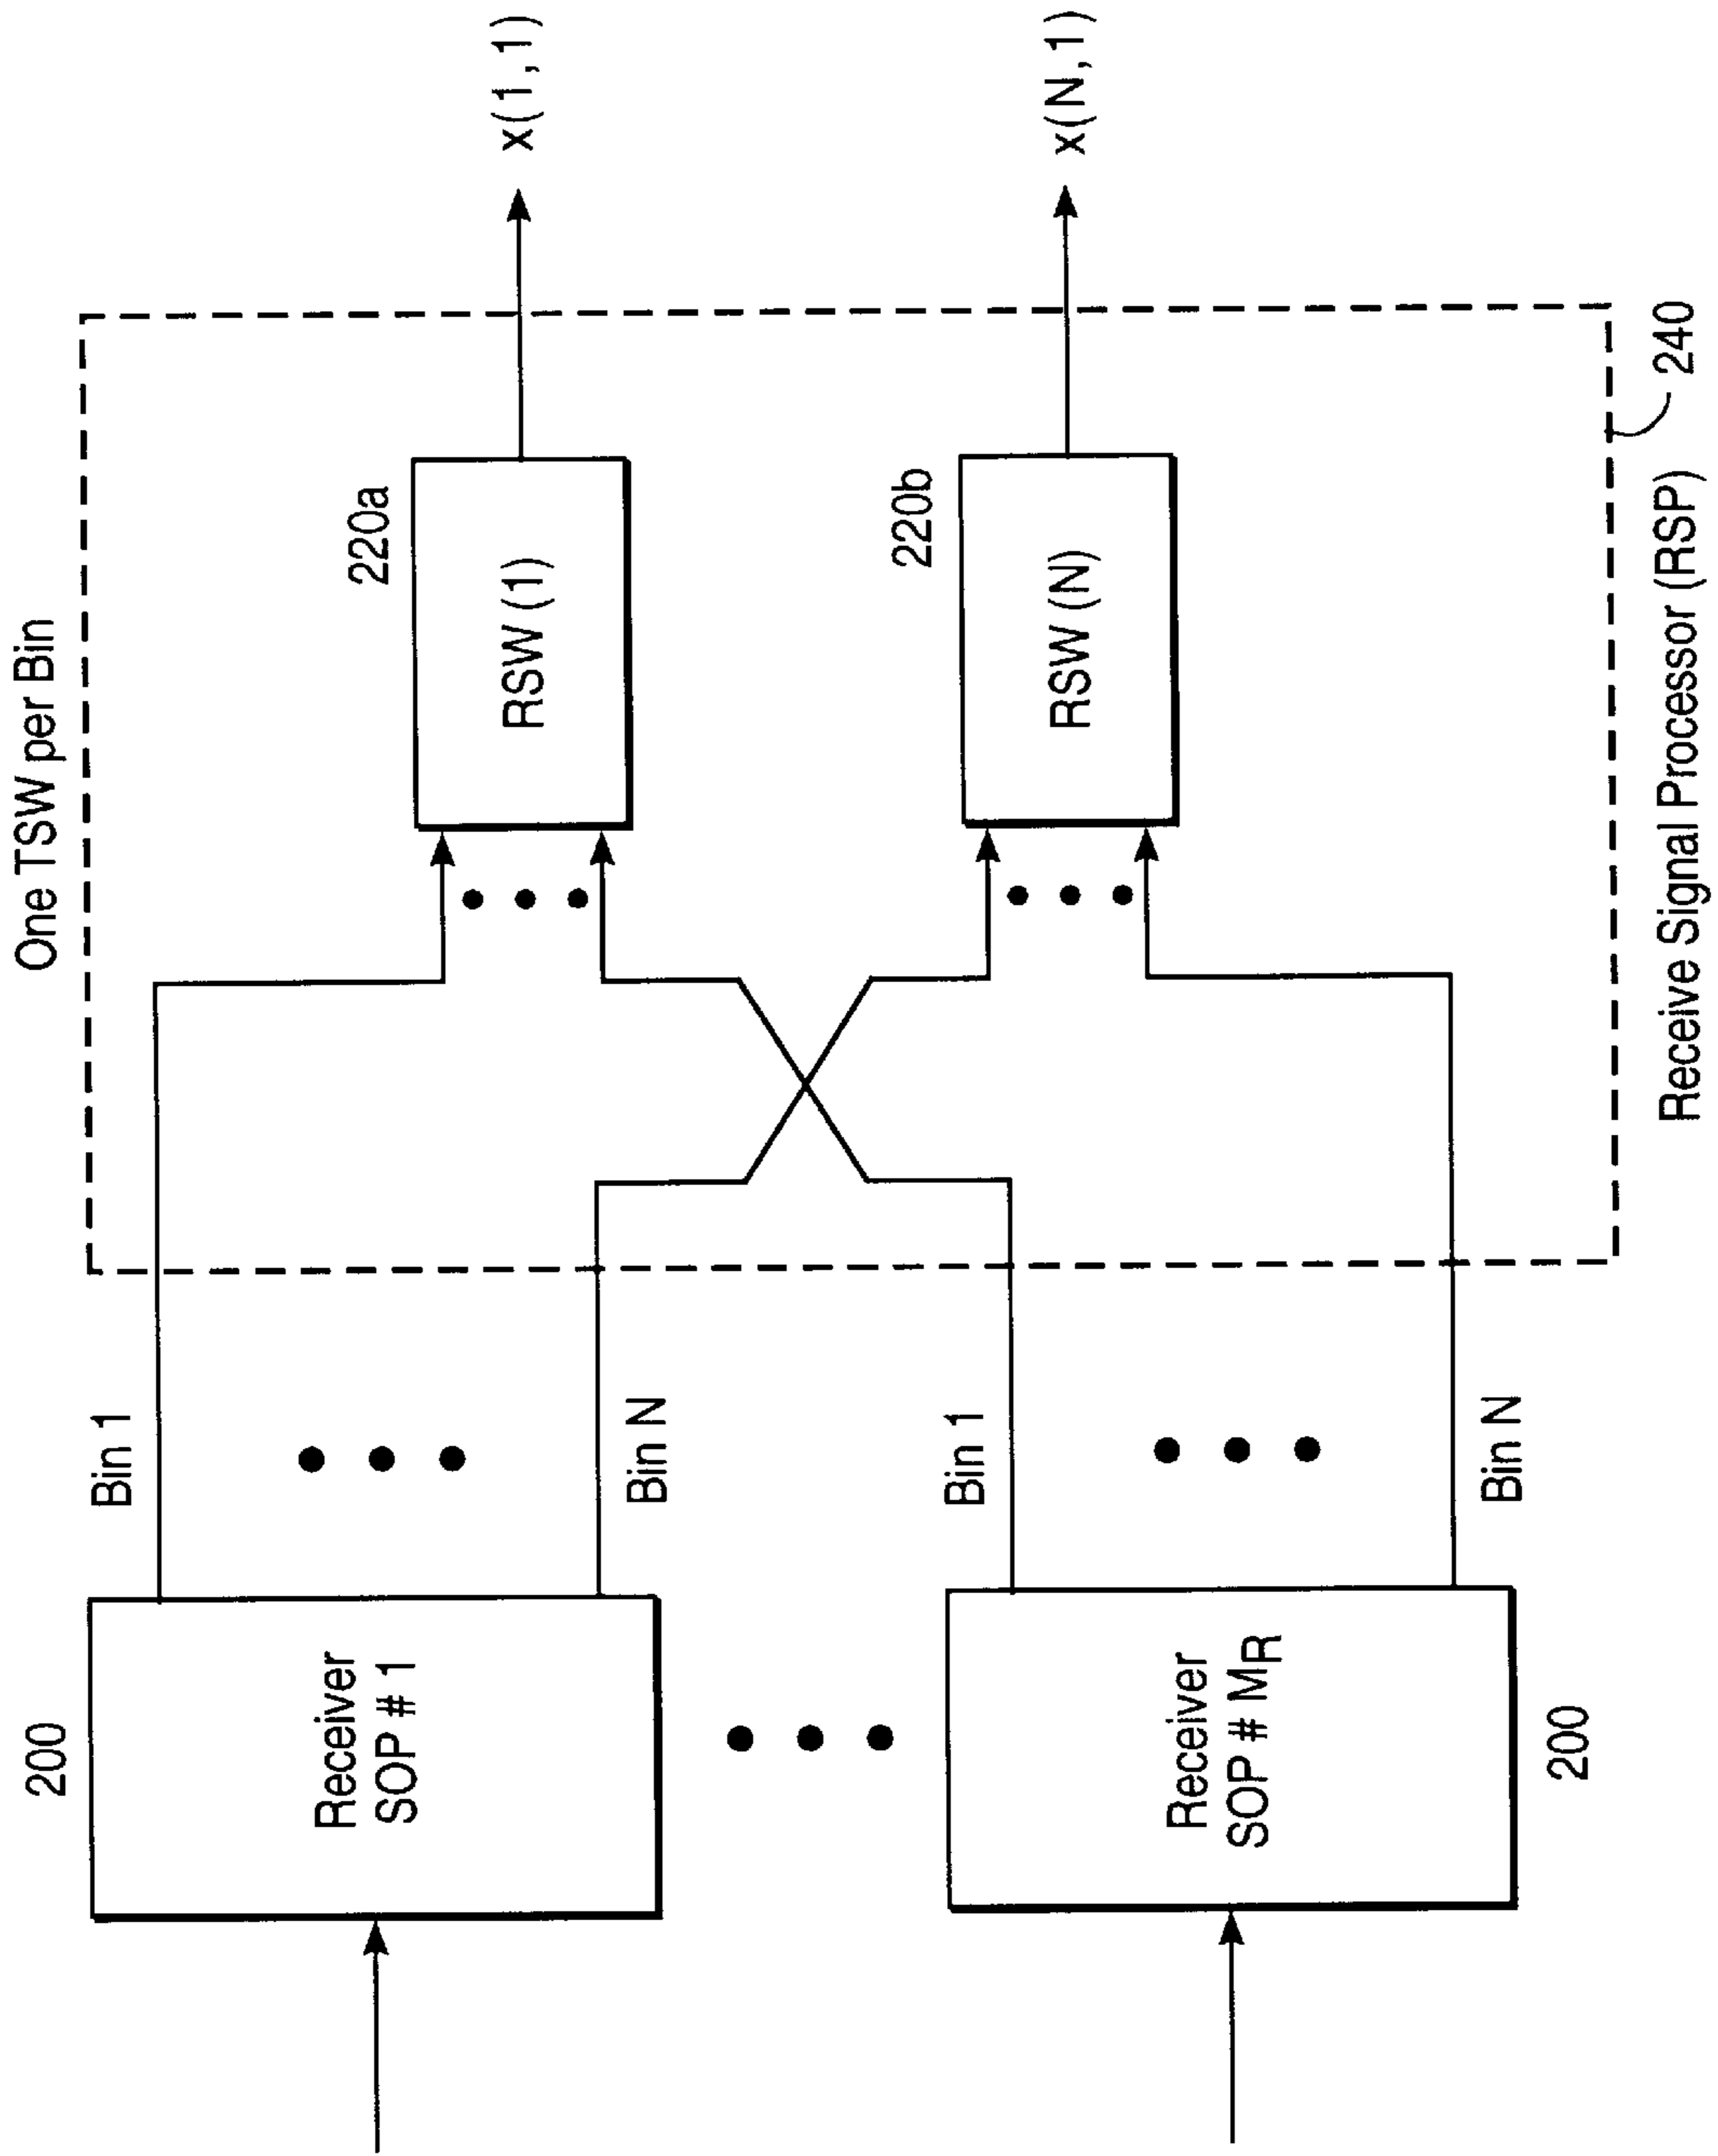 One TSW per Bin
200
Receiver
SOP # 1
Bin 1
Bin N
220a
RSW (1)
x(1,1)
Receiver
SOP # MR
200
Bin 1
Bin N
220b
RSW (N)
x(N,1)
240
Receive Signal Processor (RSP)